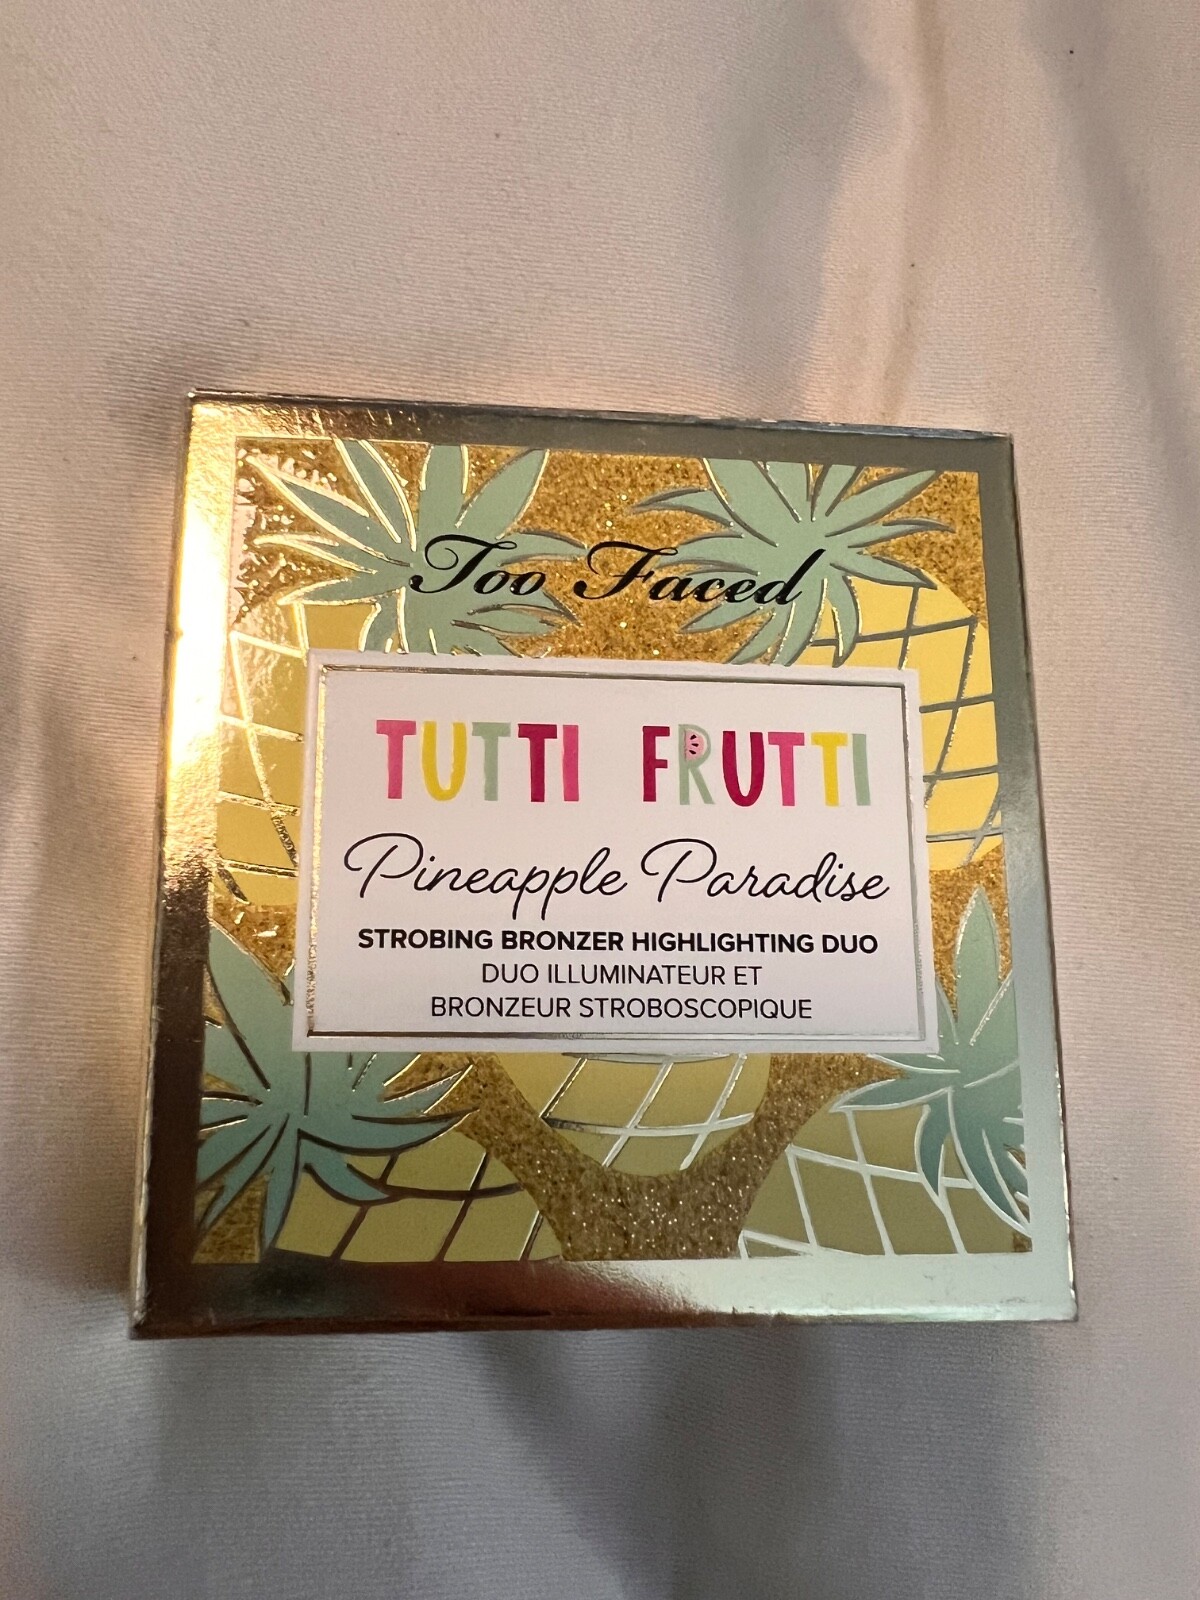 Too Faced
TUTTI FRUTTI
Pineapple Paradise
STROBING BRONZER HIGHLIGHTING DUO
DUO ILLUMINATEUR ET
BRONZEUR STROBOSCOPIQUE